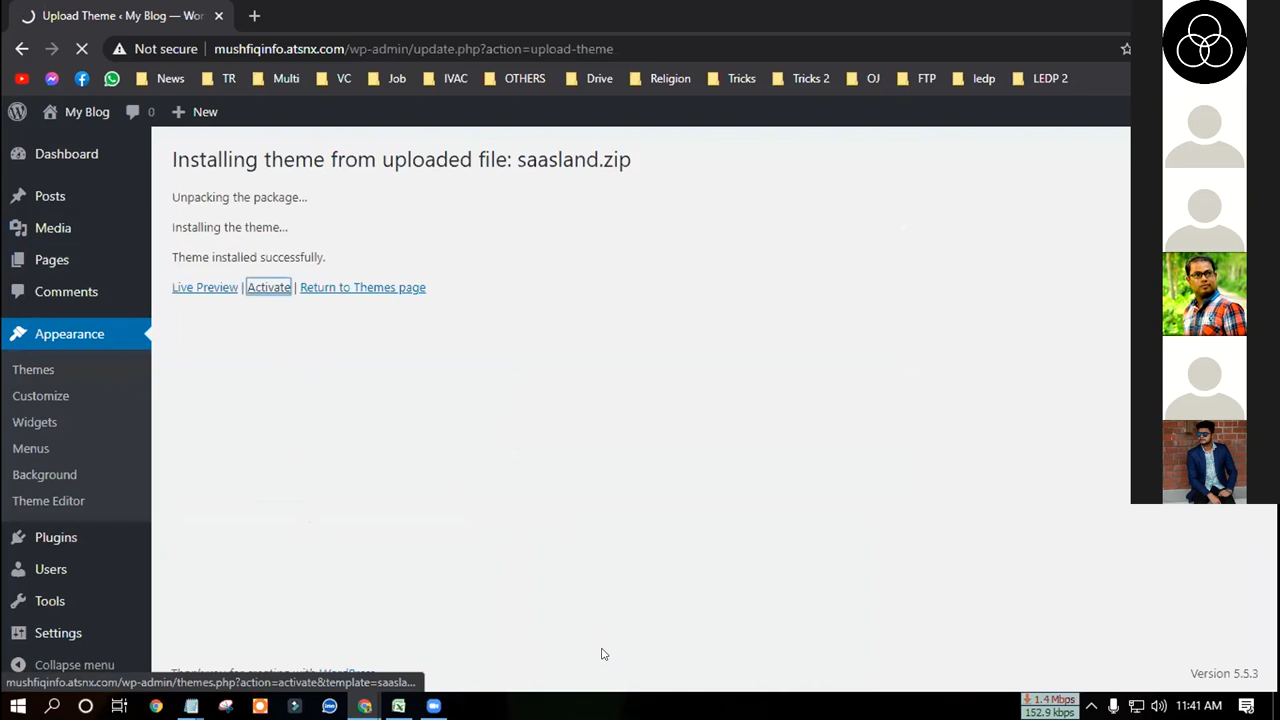 Upload Theme ‹ My Blog — Wor
Not secure
mushfiqinfo.atsnx.com/wp-admin/update.php?action=upload-theme
News TR Multi VC Job IVAC OTHERS Drive Religion Tricks Tricks 2 OJ FTP ledp LEDP 2
My Blog 0 New
Installing theme from uploaded file: saasland.zip
Unpacking the package...
Installing the theme...
Theme installed successfully.
Live Preview | Activate | Return to Themes page
Dashboard
Posts
Media
Pages
Comments
Appearance
Themes
Customize
Widgets
Menus
Background
Theme Editor
Plugins
Users
Tools
Settings
Collapse menu
Version 5.5.3
mushfiqinfo.atsnx.com/wp-admin/themes.php?action=activate&template=saasla...
1.4 Mbps
152.9 kbps
11:41 AM